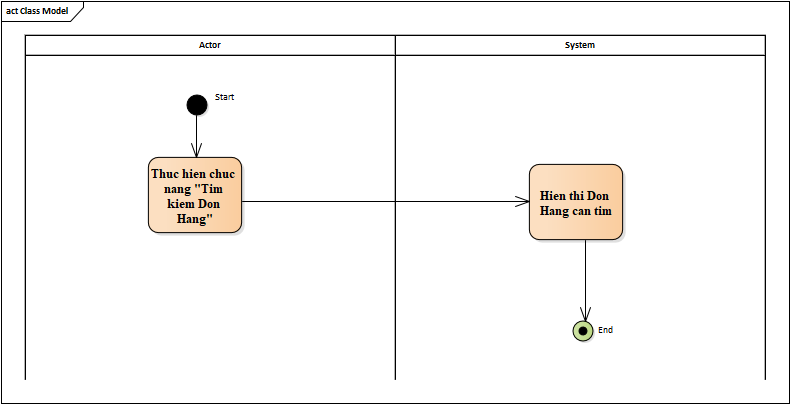 act Class Model
Actor
System
Start
Thuc hien chuc
nang "Tim
kiem Don
Hang"
Hien thi Don
Hang can tim
End